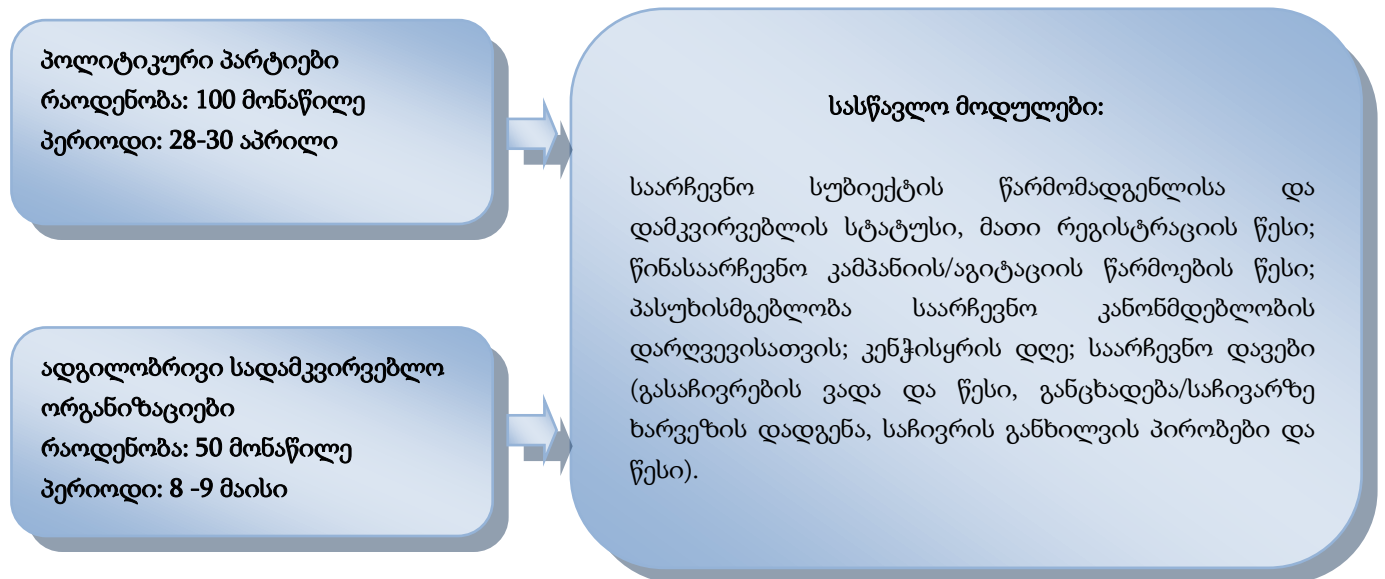 პოლიტიკური პარტიები
რაოდენობა: 100 მონაწილე
პერიოდი: 28-30 აპრილი
ადგილობრივი სადამკვირვებლო
ორგანიზაციები
რაოდენობა: 50 მონაწილე
პერიოდი: 8 -9 მაისი
სასწავლო მოდულები:
საარჩევნო სუბიექტის წარმომადგენლისა და
დამკვირვებლის სტატუსი, მათი რეგისტრაციის წესი;
წინასაარჩევნო კამპანიის/აგიტაციის წარმოების წესი;
პასუხისმგებლობა საარჩევნო კანონმდებლობის
დარღვევისათვის; კენჭისყრის დღე; საარჩევნო დავები
(გასაჩივრების ვადა და წესი, განცხადება/საჩივარზე
ხარვეზის დადგენა, საჩივრის განხილვის პირობები და
წესი).